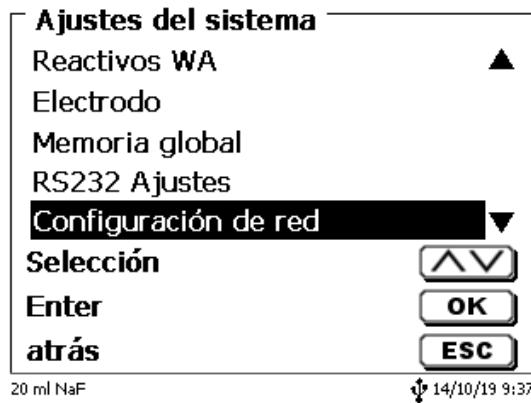 Ajustes del sistema
Reactivos WA
Electrodo
Memoria global
RS232 Ajustes
Configuración de red
Selección
Enter OK
atrás ESC
20 ml NaF 14/10/19 9:37